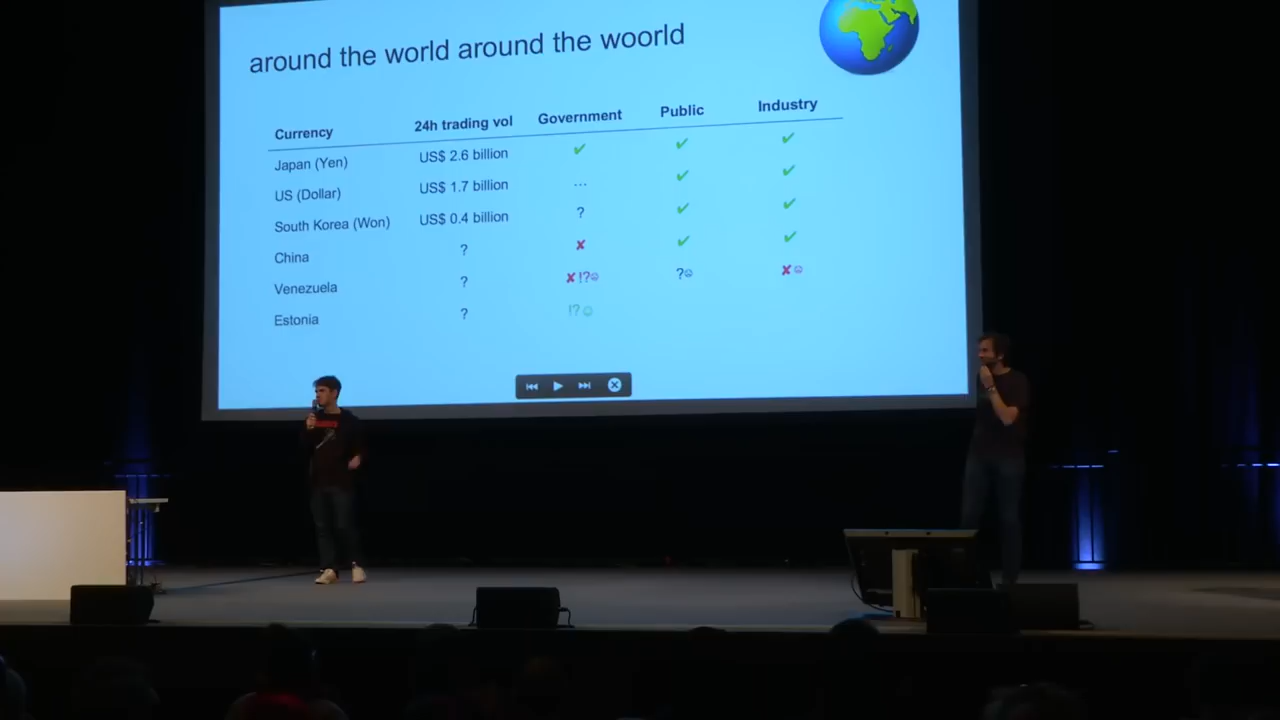 around the world around the woorld
Currency 24h trading vol Government Public Industry
Japan (Yen) US$ 2.6 billion ✔ ✔ ✔
US (Dollar) US$ 1.7 billion ... ✔ ✔
South Korea (Won) US$ 0.4 billion ? ✔ ✔
China ? ✘ ✔ ✔
Venezuela ? ✘!?☹ ?☹ ✘☹
Estonia ? !?☺